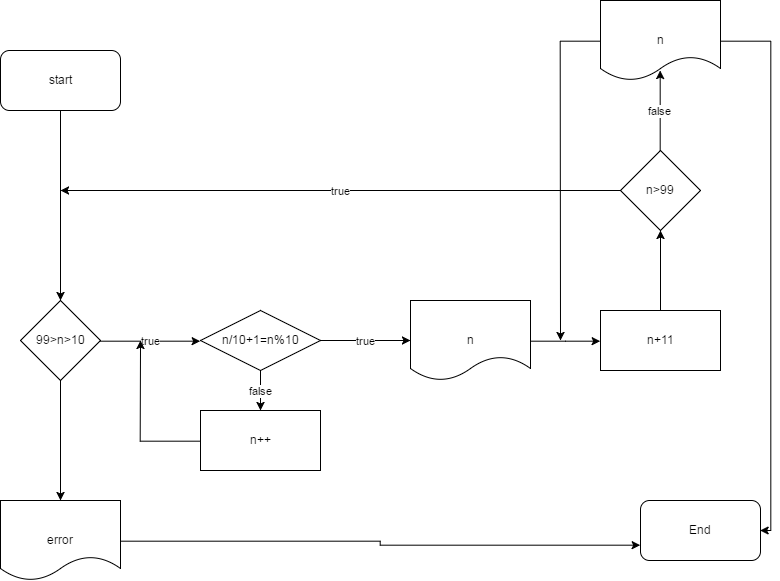 n
start
false
true
n>99
99>n>10
true
n/10+1=n%10
true
n
n+11
false
n++
error
End